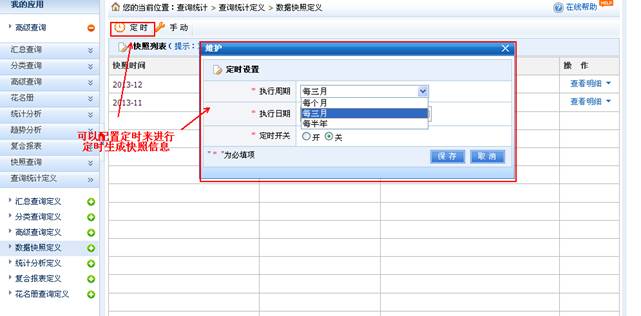 我的应用
您的当前位置：查询统计 > 查询统计定义 > 数据快照定义
在线帮助
HELP
高级查询
定 时
手 动
汇总查询
分类查询
高级查询
花名册
统计分析
趋势分析
复合报表
快照查询
查询统计定义
汇总查询定义
分类查询定义
高级查询定义
数据快照定义
统计分析定义
复合报表定义
花名册查询定义
快照列表 ( 提示：
快照时间
操 作
2013-12
查看明细
2013-11
查看明细
可以配置定时来进行
定时生成快照信息
维护
定时设置
* 执行周期
每三月
每个月
每三月
每半年
* 执行日期
* 定时开关
开
关
" * "为必填项
保 存
取 消